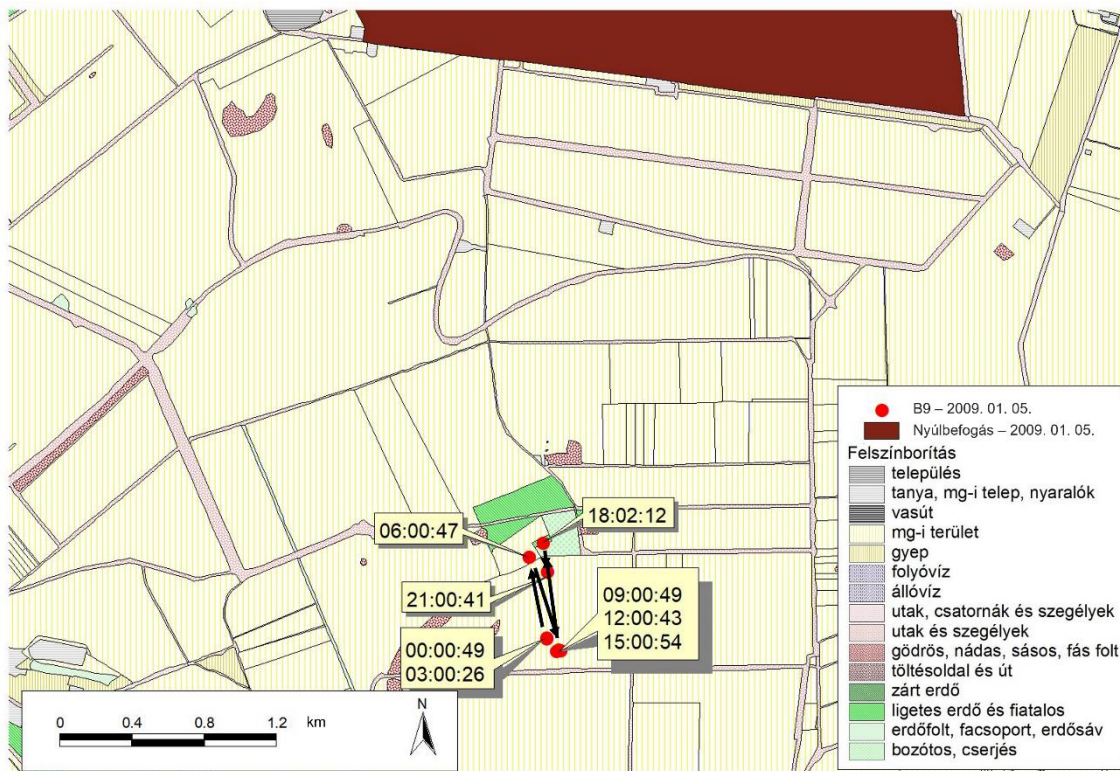 06:00:47
18:02:12
21:00:41
09:00:49
12:00:43
15:00:54
00:00:49
03:00:26
0 0.4 0.8 1.2 km
N
B9 – 2009. 01. 05.
Nyúlbefogás – 2009. 01. 05.
Felszínborítás
település
tanya, mg-i telep, nyaralók
vasút
mg-i terület
gyep
folyóvíz
állóvíz
utak, csatornák és szegélyek
utak és szegélyek
gödrös, nádas, sásos, fás folt
töltésoldal és út
zárt erdő
ligetes erdő és fiatalos
erdőfolt, facsoport, erdősáv
bozótos, cserjés